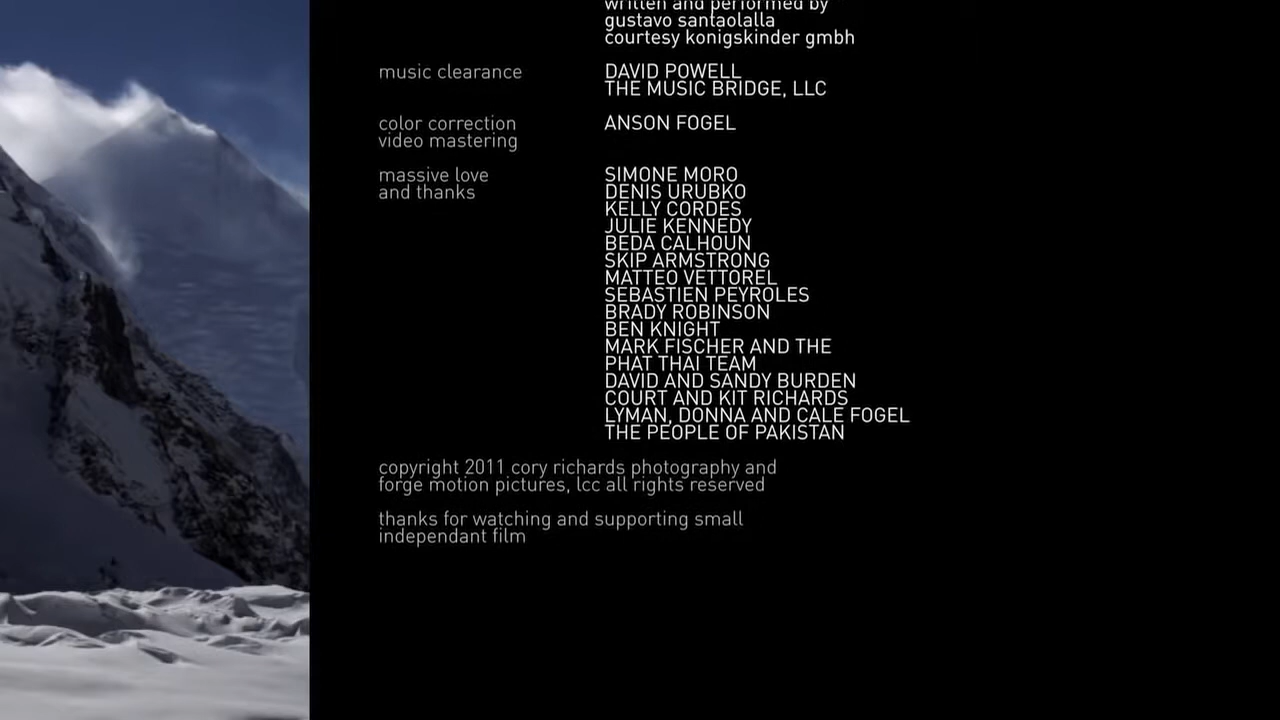 written and performed by
gustavo santaolalla
courtesy konigskinder gmbh
music clearance
DAVID POWELL
THE MUSIC BRIDGE, LLC
color correction
video mastering
ANSON FOGEL
massive love
and thanks
SIMONE MORO
DENIS URUBKO
KELLY CORDES
JULIE KENNEDY
BEDA CALHOUN
SKIP ARMSTRONG
MATTEO VETTOREL
SEBASTIEN PEYROLES
BRADY ROBINSON
BEN KNIGHT
MARK FISCHER AND THE
PHAT THAI TEAM
DAVID AND SANDY BURDEN
COURT AND KIT RICHARDS
LYMAN, DONNA AND CALE FOGEL
THE PEOPLE OF PAKISTAN
copyright 2011 cory richards photography and
forge motion pictures, lcc all rights reserved
thanks for watching and supporting small
independant film